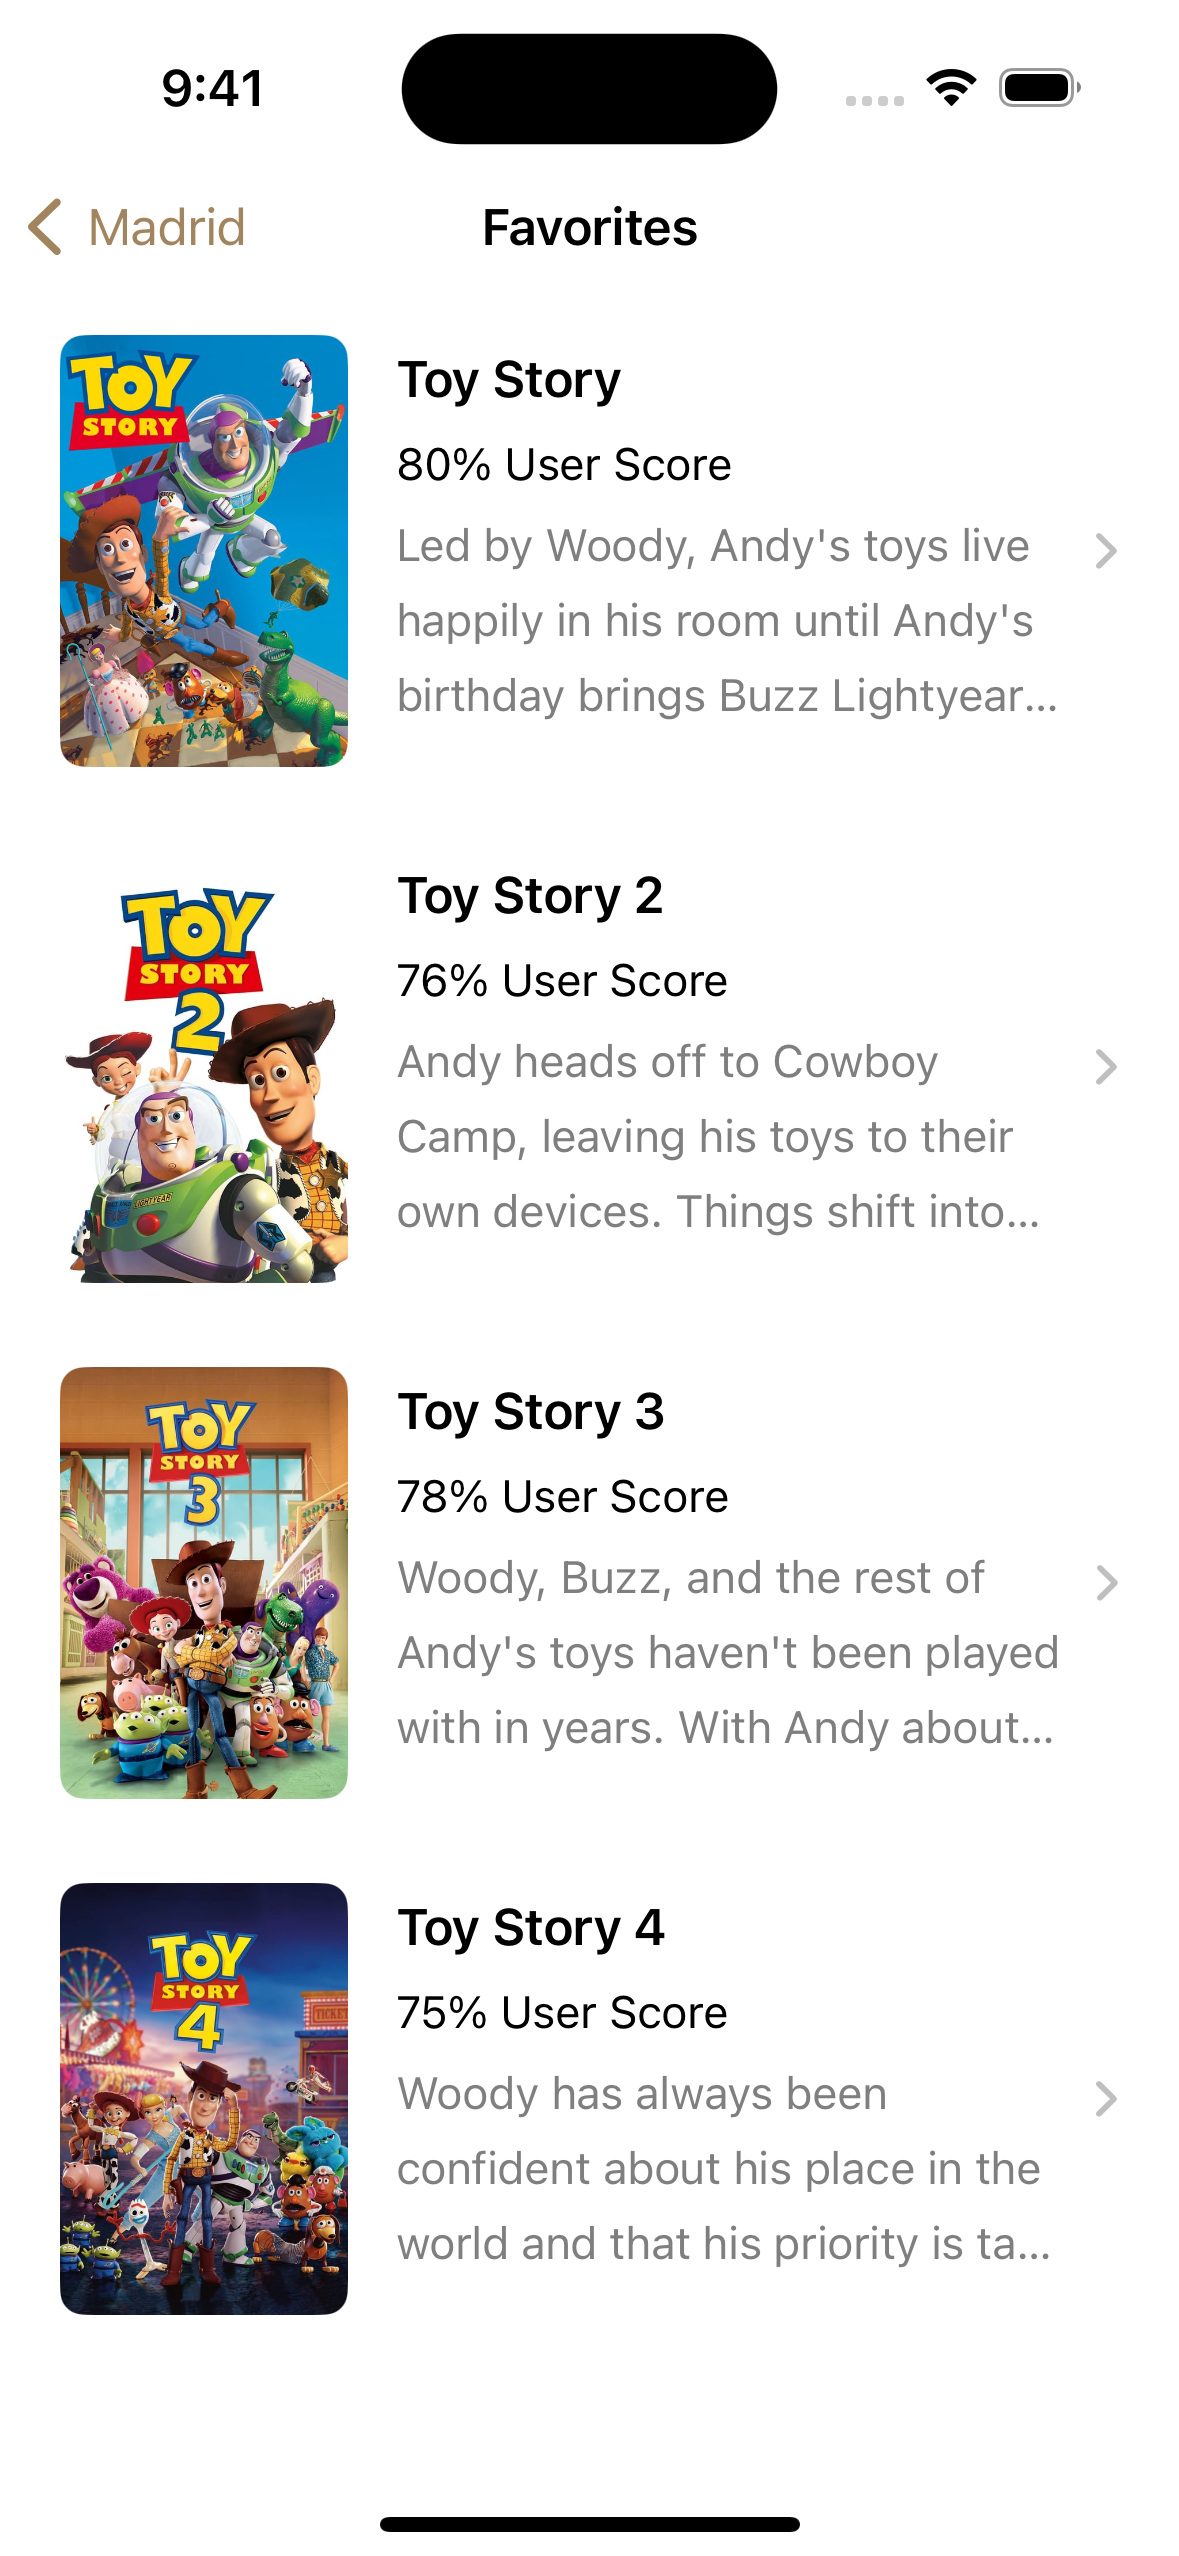 9:41
Madrid
Favorites
TOY
STORY
Toy Story
80% User Score
Led by Woody, Andy's toys live
happily in his room until Andy's
birthday brings Buzz Lightyear...
TOY
STORY
2
LIGHTYEAR
Toy Story 2
76% User Score
Andy heads off to Cowboy
Camp, leaving his toys to their
own devices. Things shift into...
TOY
STORY
3
Toy Story 3
78% User Score
Woody, Buzz, and the rest of
Andy's toys haven't been played
with in years. With Andy about...
TOY
STORY
4
TICKET
Toy Story 4
75% User Score
Woody has always been
confident about his place in the
world and that his priority is ta...